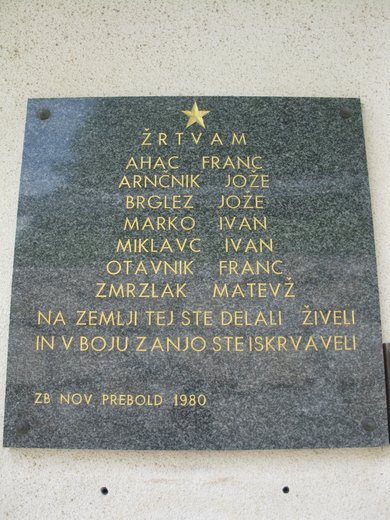 ŽRTVAM
AHAC FRANC
ARNČNIK JOŽE
BRGLEZ JOŽE
MARKO IVAN
MIKLAVC IVAN
OTAVNIK FRANC
ZMRZLAK MATEVŽ
NA ZEMLJI TEJ STE DELALI ŽIVELI
IN V BOJU ZANJO STE IZKRVAVELI
ZB NOV PREBOLD 1980